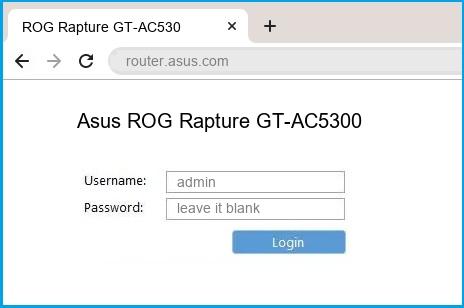 ROG Rapture GT-AC530
router.asus.com
Asus ROG Rapture GT-AC5300
Username: admin
Password: leave it blank
Login